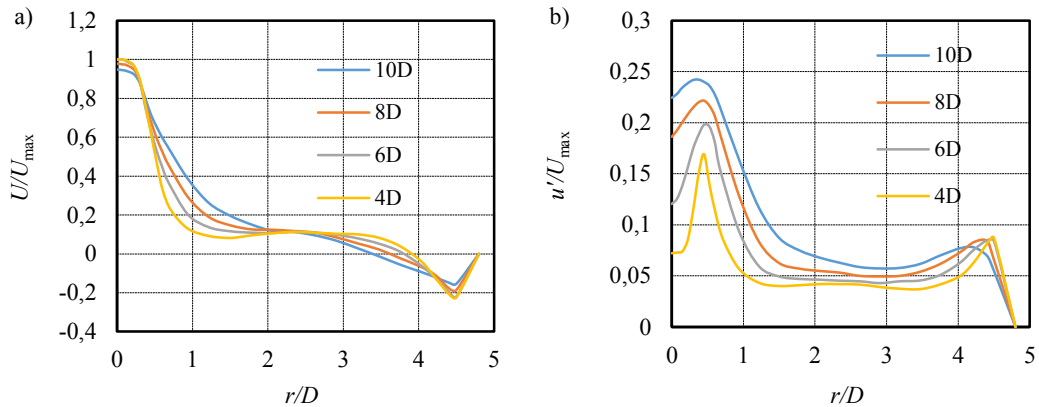 a)
U/Umax
1,2
1
0,8
0,6
0,4
0,2
0
-0,2
-0,4
0 1 2 3 4 5
r/D
10D
8D
6D
4D
b)
u'/Umax
0,3
0,25
0,2
0,15
0,1
0,05
0
0 1 2 3 4 5
r/D
10D
8D
6D
4D